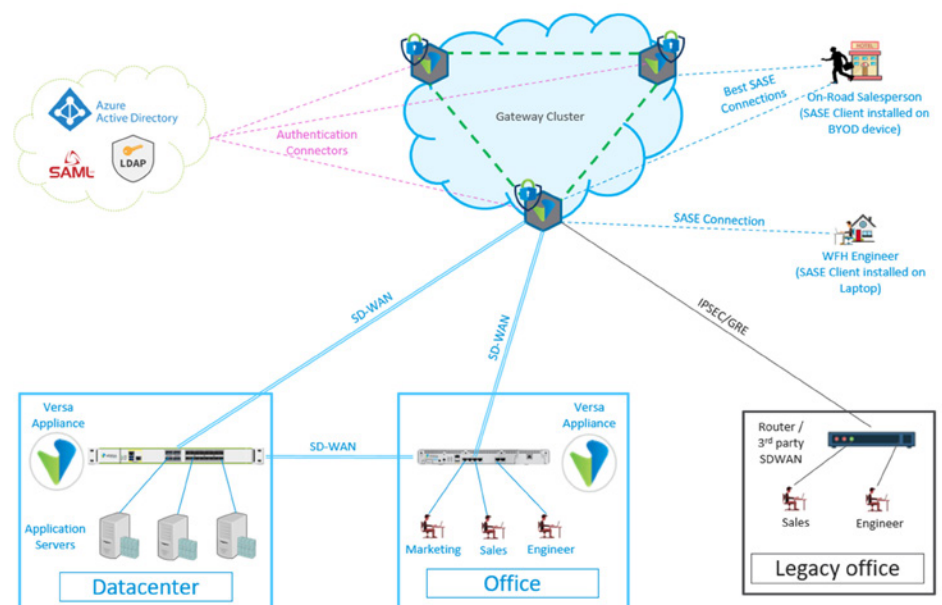 Azure
Active Directory
SAML
LDAP
Authentication
Connectors
Gateway Cluster
Best SASE
Connections
On-Road Salesperson
(SASE Client installed on
BYOD device)
HOTEL
SASE Connection
WFH Engineer
(SASE Client installed on
Laptop)
SD-WAN
SD-WAN
IPSEC/GRE
Versa
Appliance
SD-WAN
Application
Servers
Datacenter
Versa
Appliance
Marketing
Sales
Engineer
Office
Router /
3rd party
SDWAN
Sales
Engineer
Legacy office